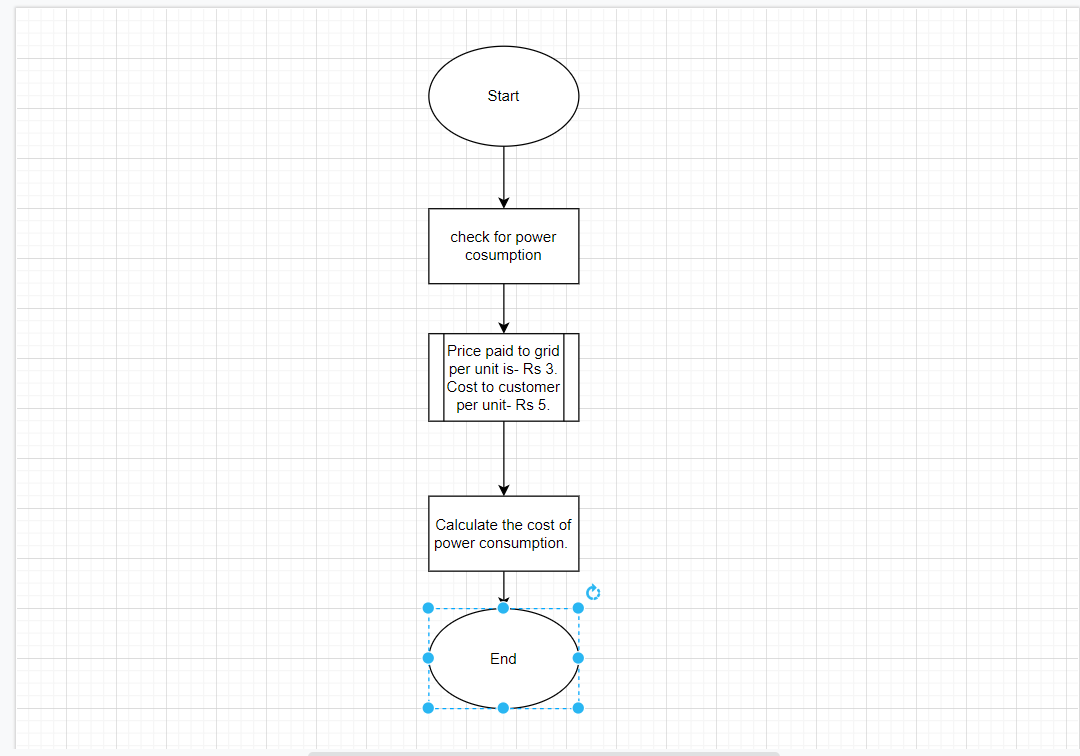 Start
check for power
cosumption
Price paid to grid
per unit is- Rs 3.
Cost to customer
per unit- Rs 5.
Calculate the cost of
power consumption.
End